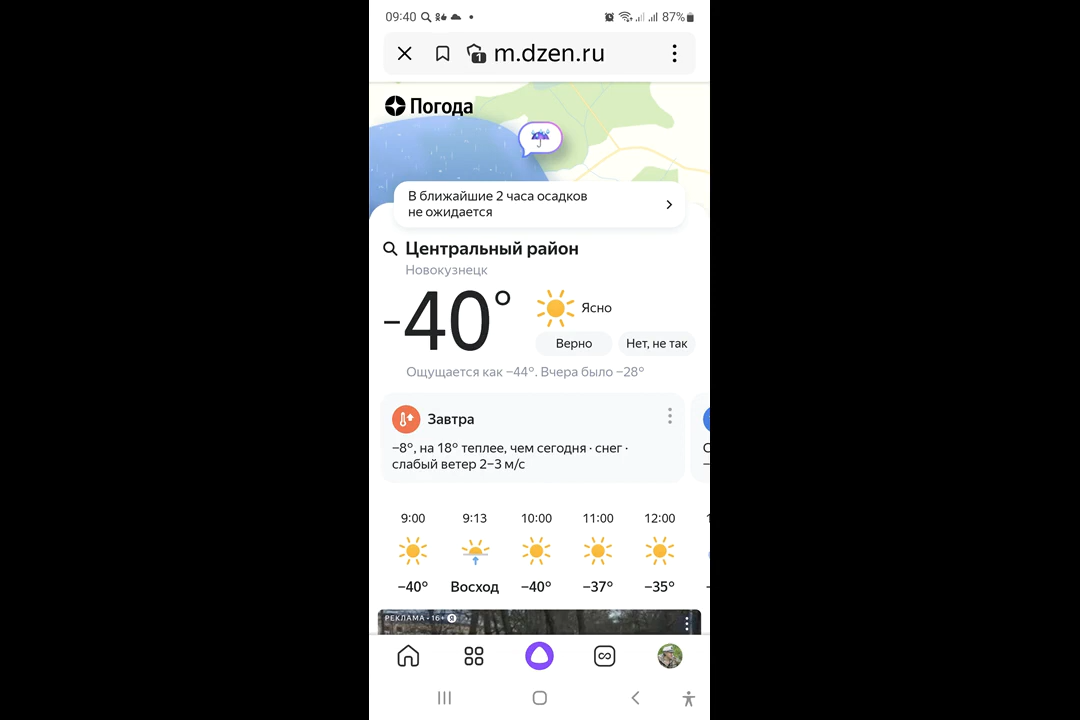 09:40
87%
1
m.dzen.ru
Погода
В ближайшие 2 часа осадков
не ожидается
Центральный район
Новокузнецк
-40°
Ясно
Верно
Нет, не так
Ощущается как −44°. Вчера было −28°
Завтра
−8°, на 18° теплее, чем сегодня · снег ·
слабый ветер 2−3 м/с
9:00 9:13 10:00 11:00 12:00
−40° Восход −40° −37° −35°
РЕКЛАМА • 16+